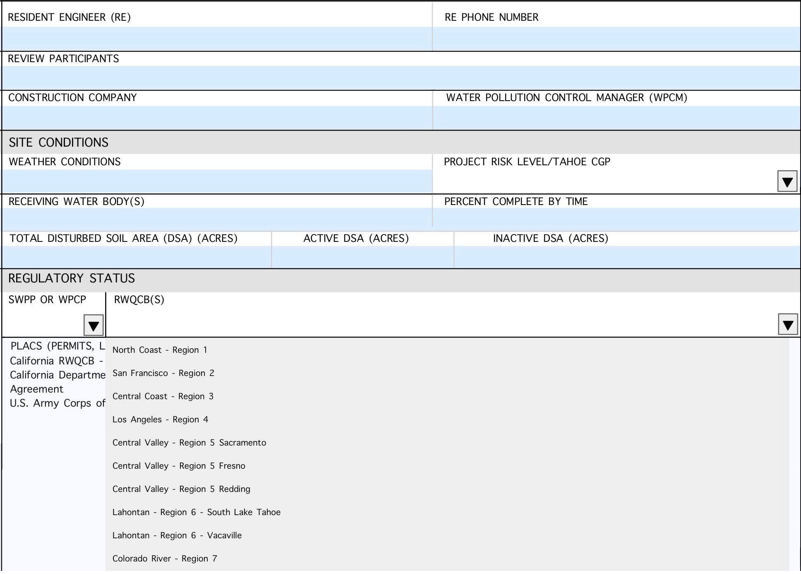 RESIDENT ENGINEER (RE) RE PHONE NUMBER
REVIEW PARTICIPANTS
CONSTRUCTION COMPANY WATER POLLUTION CONTROL MANAGER (WPCM)
SITE CONDITIONS
WEATHER CONDITIONS PROJECT RISK LEVEL/TAHOE CGP
RECEIVING WATER BODY(S) PERCENT COMPLETE BY TIME
TOTAL DISTURBED SOIL AREA (DSA) (ACRES) ACTIVE DSA (ACRES) INACTIVE DSA (ACRES)
REGULATORY STATUS
SWPP OR WPCP RWQCB(S)
PLACS (PERMITS, L
California RWQCB -
California Departme
Agreement
U.S. Army Corps of
North Coast - Region 1
San Francisco - Region 2
Central Coast - Region 3
Los Angeles - Region 4
Central Valley - Region 5 Sacramento
Central Valley - Region 5 Fresno
Central Valley - Region 5 Redding
Lahontan - Region 6 - South Lake Tahoe
Lahontan - Region 6 - Vacaville
Colorado River - Region 7